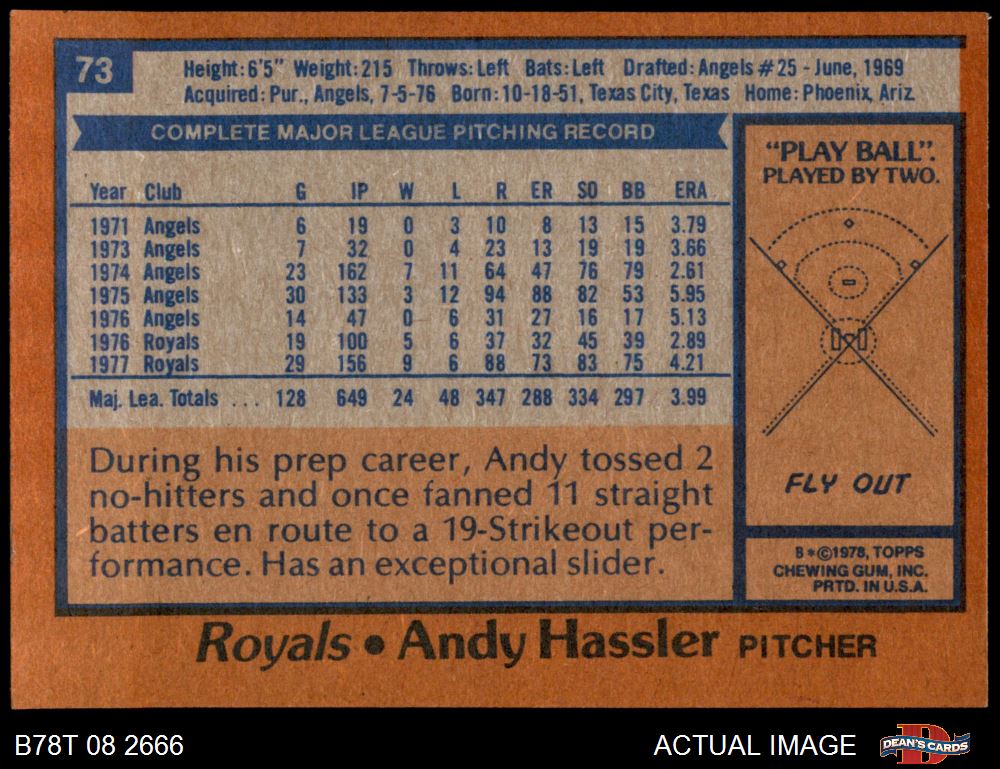 73
Height: 6'5" Weight: 215 Throws: Left Bats: Left Drafted: Angels #25 - June, 1969
Acquired: Pur., Angels, 7-5-76 Born: 10-18-51, Texas City, Texas Home: Phoenix, Ariz.
COMPLETE MAJOR LEAGUE PITCHING RECORD
Year Club G IP W L R ER SO BB ERA
1971 Angels 6 19 0 3 10 8 13 15 3.79
1973 Angels 7 32 0 4 23 13 19 19 3.66
1974 Angels 23 162 7 11 64 47 76 79 2.61
1975 Angels 30 133 3 12 94 88 82 53 5.95
1976 Angels 14 47 0 6 31 27 16 17 5.13
1976 Royals 19 100 5 6 37 32 45 39 2.89
1977 Royals 29 156 9 6 88 73 83 75 4.21
Maj. Lea. Totals ... 128 649 24 48 347 288 334 297 3.99
During his prep career, Andy tossed 2
no-hitters and once fanned 11 straight
batters en route to a 19-Strikeout per-
formance. Has an exceptional slider.
"PLAY BALL".
PLAYED BY TWO.
FLY OUT
B*©1978, TOPPS
CHEWING GUM, INC.
PRTD. IN U.S.A.
Royals • Andy Hassler PITCHER
B78T 08 2666
ACTUAL IMAGE
D
DEAN'S CARDS